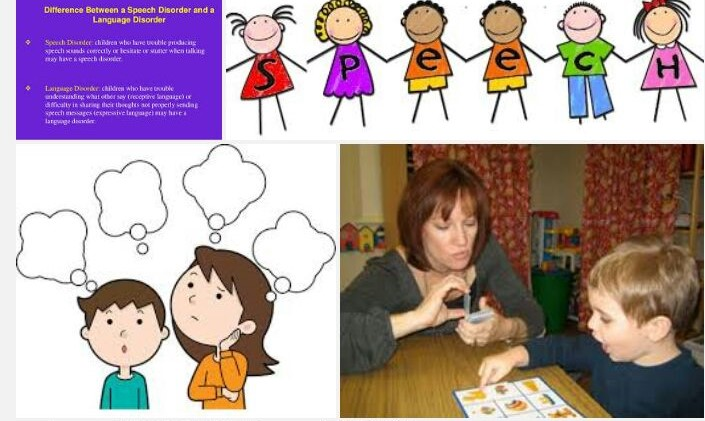 Difference Between a Speech Disorder and a
Language Disorder
Speech Disorder: children who have trouble producing
speech sounds correctly or hesitate or stutter when talking
may have a speech disorder.
Language Disorder: children who have trouble
understanding what other say (receptive language) or
difficulty in sharing their thoughts not properly sending
speech messages (expressive language) may have a
language disorder.
SPeecH